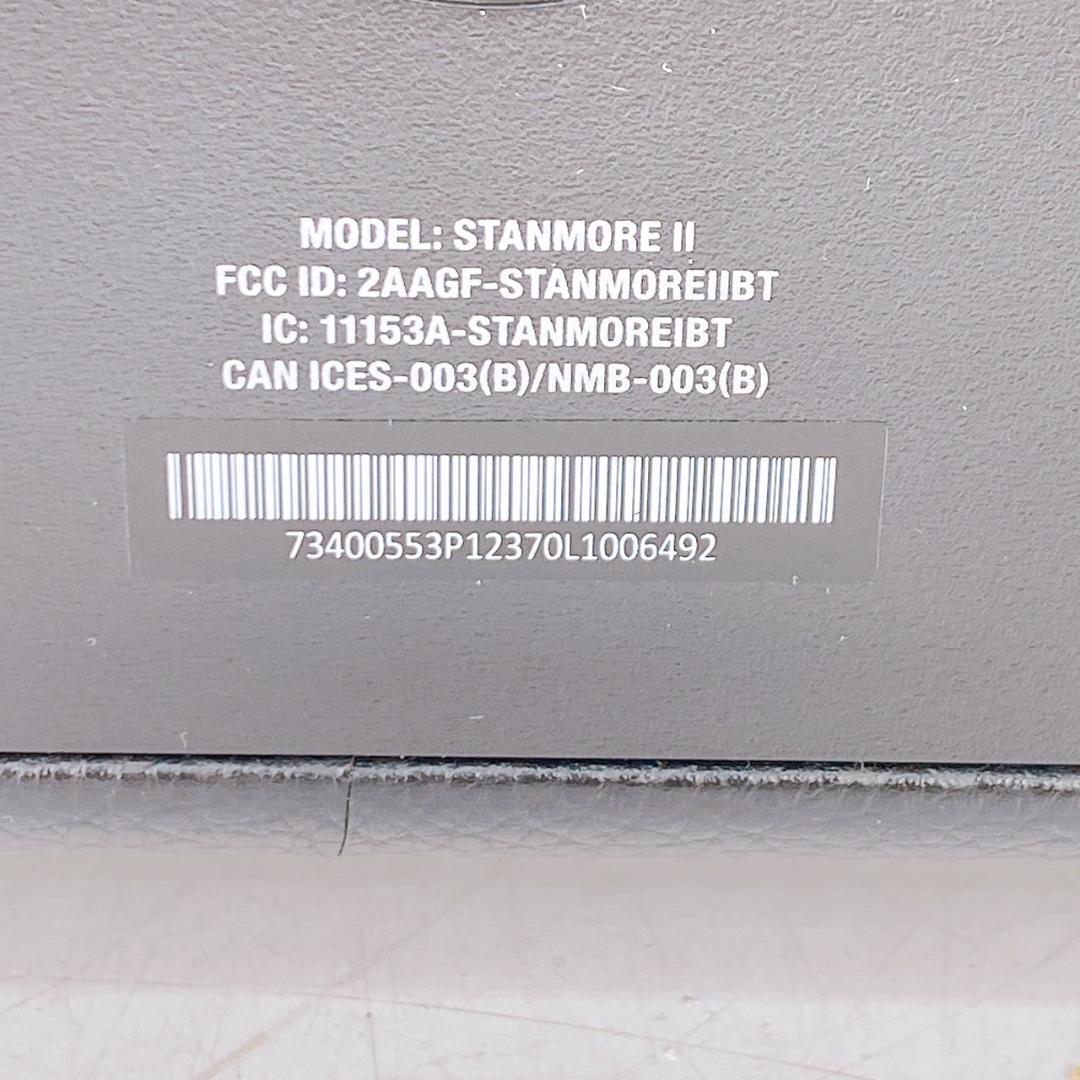 MODEL: STANMORE II
FCC ID: 2AAGF-STANMOREIIBT
IC: 11153A-STANMOREIBT
CAN ICES-003(B)/NMB-003(B)
73400553P12370L1006492